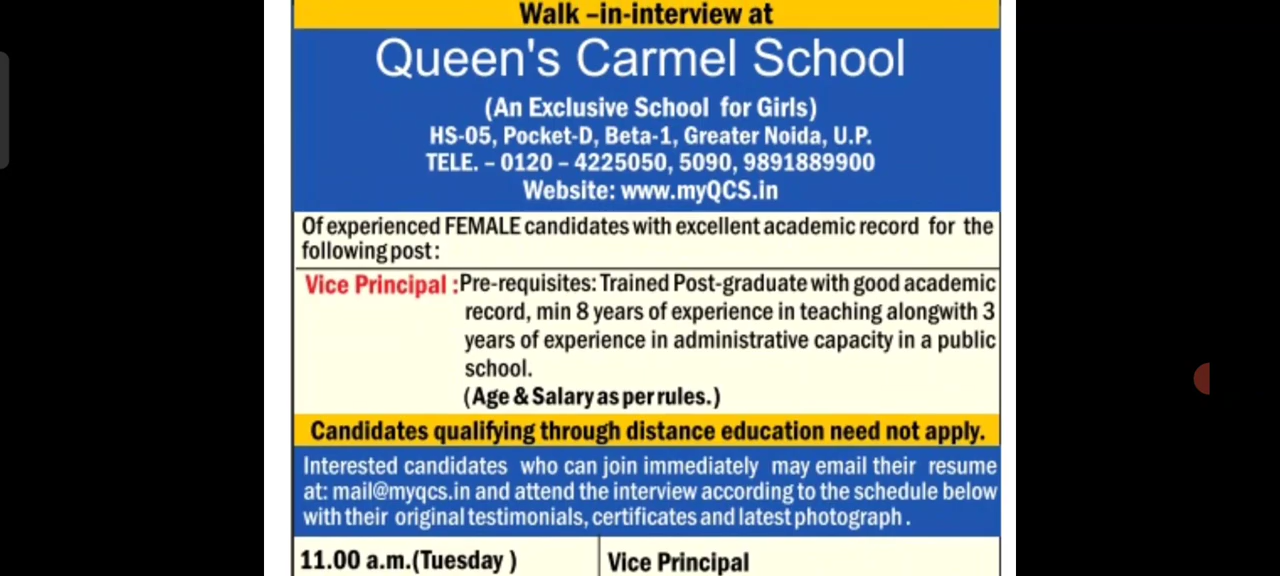 Walk –in-interview at
Queen's Carmel School
(An Exclusive School for Girls)
HS-05, Pocket-D, Beta-1, Greater Noida, U.P.
TELE. – 0120 – 4225050, 5090, 9891889900
Website: www.myQCS.in
Of experienced FEMALE candidates with excellent academic record for the
following post:
Vice Principal :Pre-requisites: Trained Post-graduate with good academic
record, min 8 years of experience in teaching alongwith 3
years of experience in administrative capacity in a public
school.
(Age & Salary as per rules.)
Candidates qualifying through distance education need not apply.
Interested candidates who can join immediately may email their resume
at: mail@myqcs.in and attend the interview according to the schedule below
with their original testimonials, certificates and latest photograph.
11.00 a.m.(Tuesday ) Vice Principal